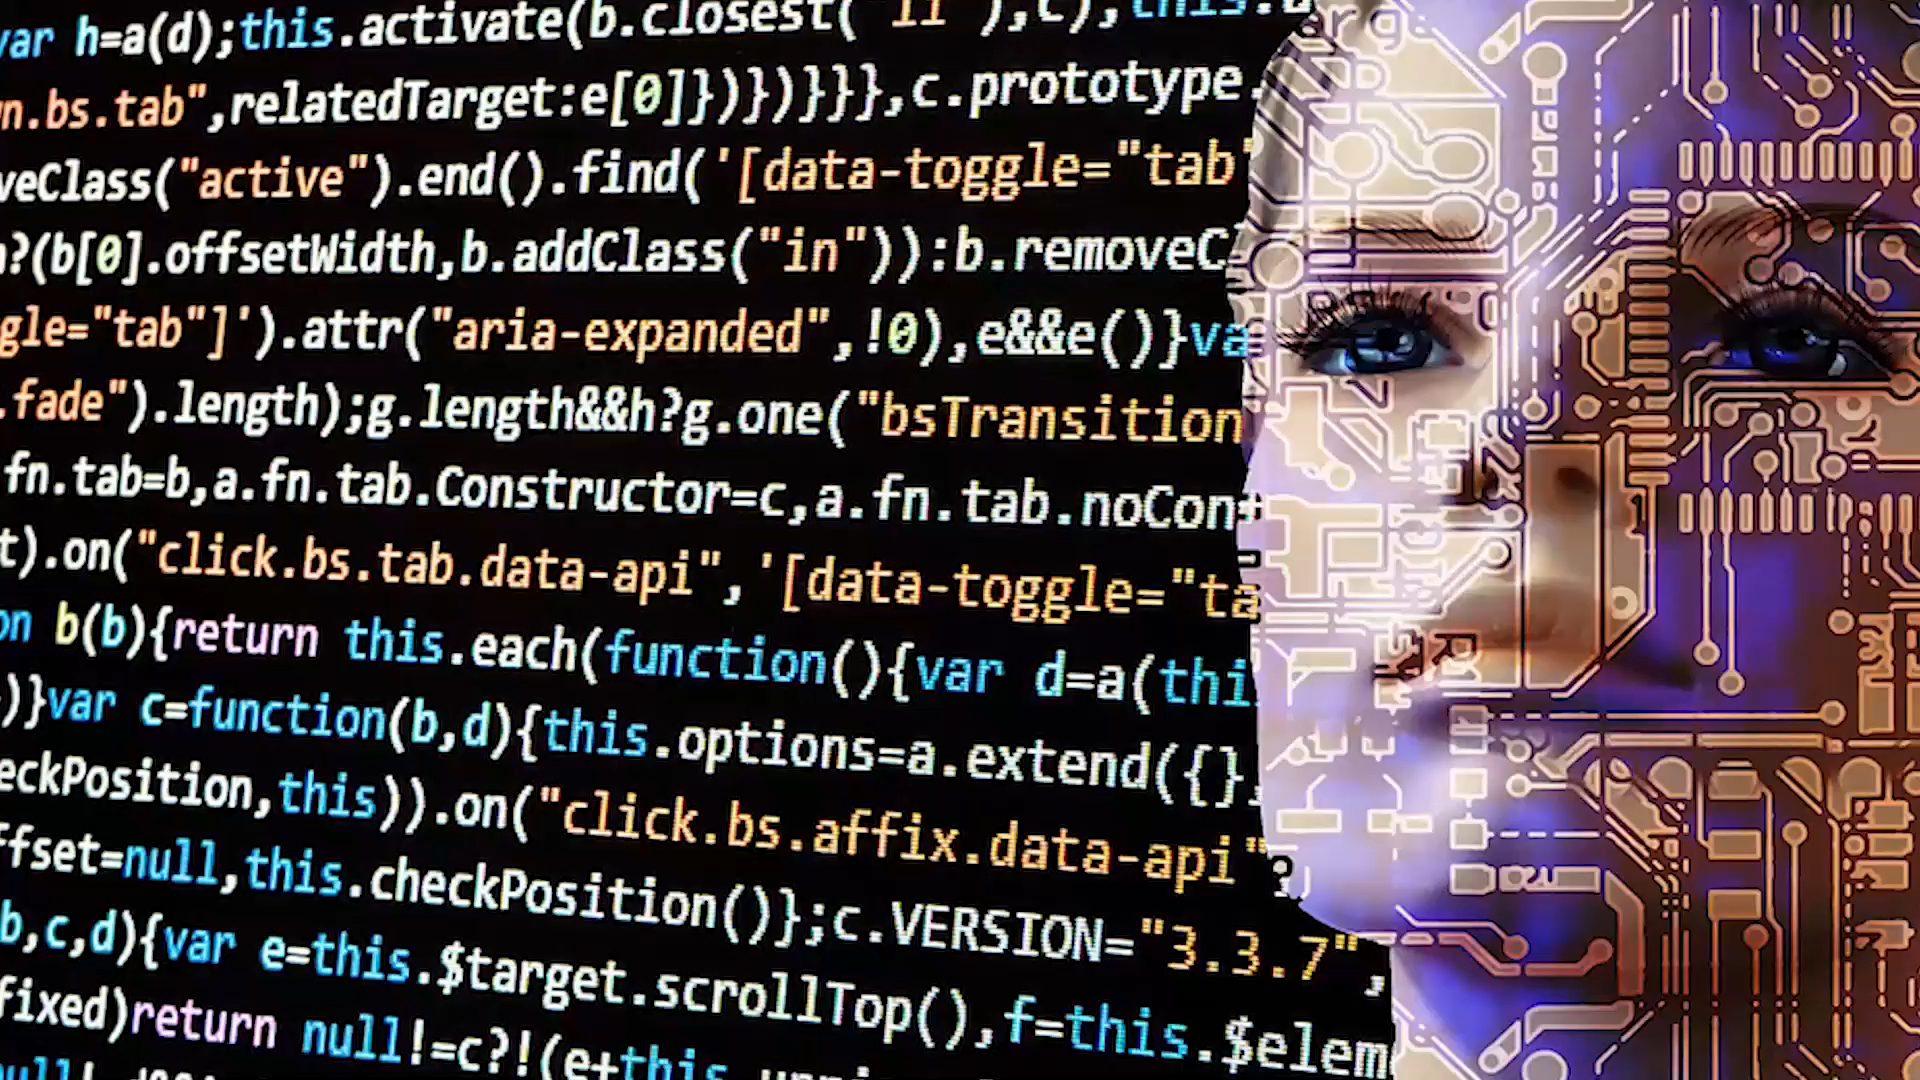 var h=a(d);this.activate(b.closest("li"),c),this.a
n.bs.tab",relatedTarget:e[0]})})}}},c.prototype.
veClass("active").end().find('[data-toggle="tab"
?(b[0].offsetWidth,b.addClass("in")):b.removeCl
gle="tab"]').attr("aria-expanded",!0),e&&e()}va
.fade").length);g.length&&h?g.one("bsTransition
.fn.tab=b,a.fn.tab.Constructor=c,a.fn.tab.noCon
t).on("click.bs.tab.data-api",'[data-toggle="ta
on b(b){return this.each(function(){var d=a(thi
)}var c=function(b,d){this.options=a.extend({},
eckPosition,this)).on("click.bs.affix.data-api"
ffset=null,this.checkPosition()};c.VERSION="3.3.7",
b,c,d){var e=this.$target.scrollTop(),f=this.$elem
fixed)return null!=c?!(e+this